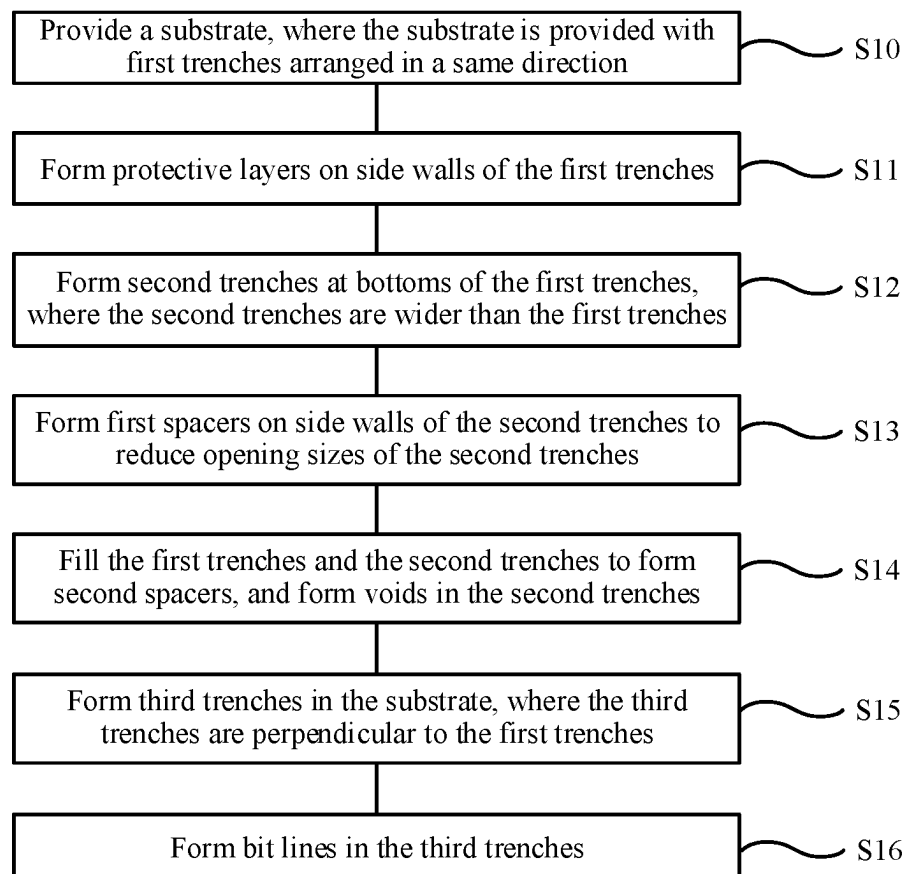 Provide a substrate, where the substrate is provided with
first trenches arranged in a same direction
S10
Form protective layers on side walls of the first trenches
S11
Form second trenches at bottoms of the first trenches,
where the second trenches are wider than the first trenches
S12
Form first spacers on side walls of the second trenches to
reduce opening sizes of the second trenches
S13
Fill the first trenches and the second trenches to form
second spacers, and form voids in the second trenches
S14
Form third trenches in the substrate, where the third
trenches are perpendicular to the first trenches
S15
Form bit lines in the third trenches
S16